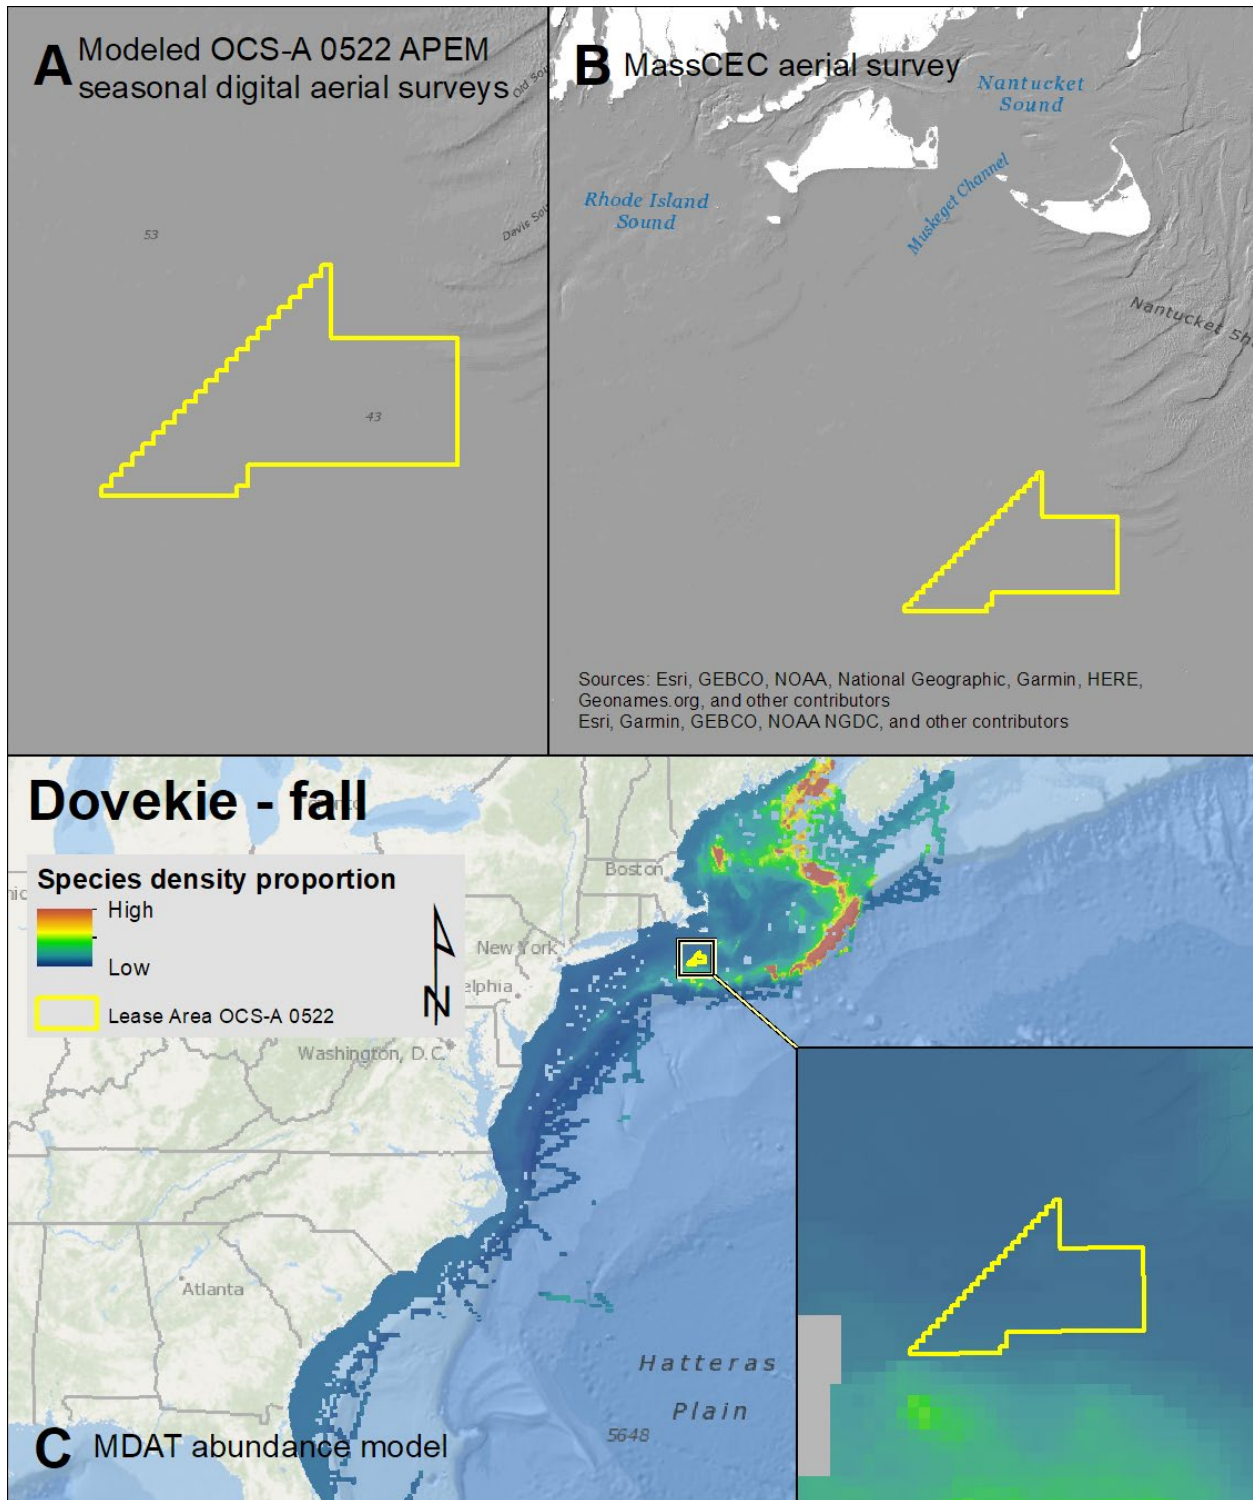 A Modeled OCS-A 0522 APEM
seasonal digital aerial surveys
Old Sou
Davis Sou
53
43
B MassCEC aerial survey
Nantucket
Sound
Rhode Island
Sound
Muskeget Channel
Nantucket Sho
Sources: Esri, GEBCO, NOAA, National Geographic, Garmin, HERE,
Geonames.org, and other contributors
Esri, Garmin, GEBCO, NOAA NGDC, and other contributors
Dovekie - fall
Species density proportion
High
Low
Lease Area OCS-A 0522
N
Boston
New York
elphia
Washington, D.C.
Atlanta
Hatteras
Plain
5648
C MDAT abundance model